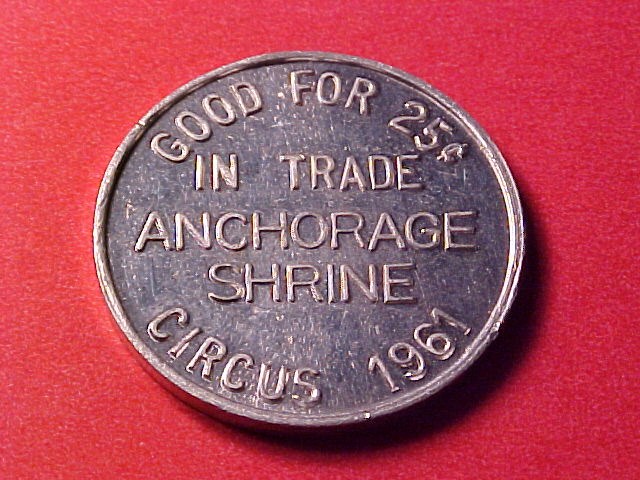 GOOD FOR 25¢
IN TRADE
ANCHORAGE
SHRINE
CIRCUS 1961